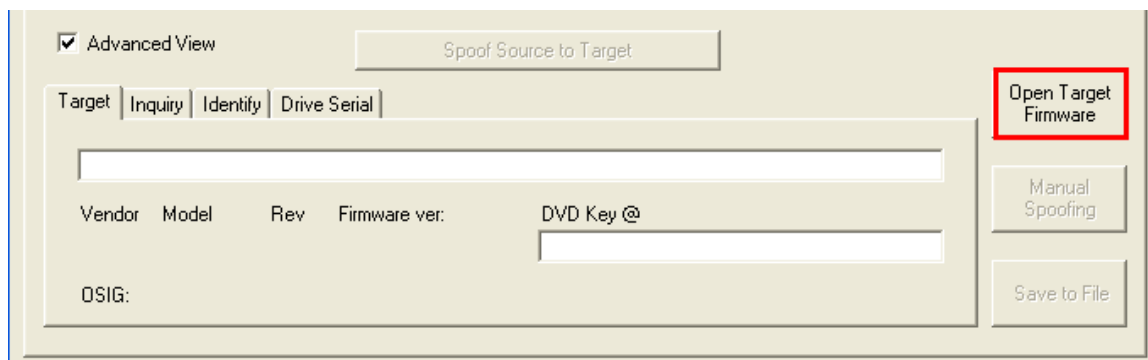 Advanced View
Spoof Source to Target
Target Inquiry Identify Drive Serial
Open Target
Firmware
Vendor Model Rev Firmware ver: DVD Key @
Manual
Spoofing
OSIG:
Save to File